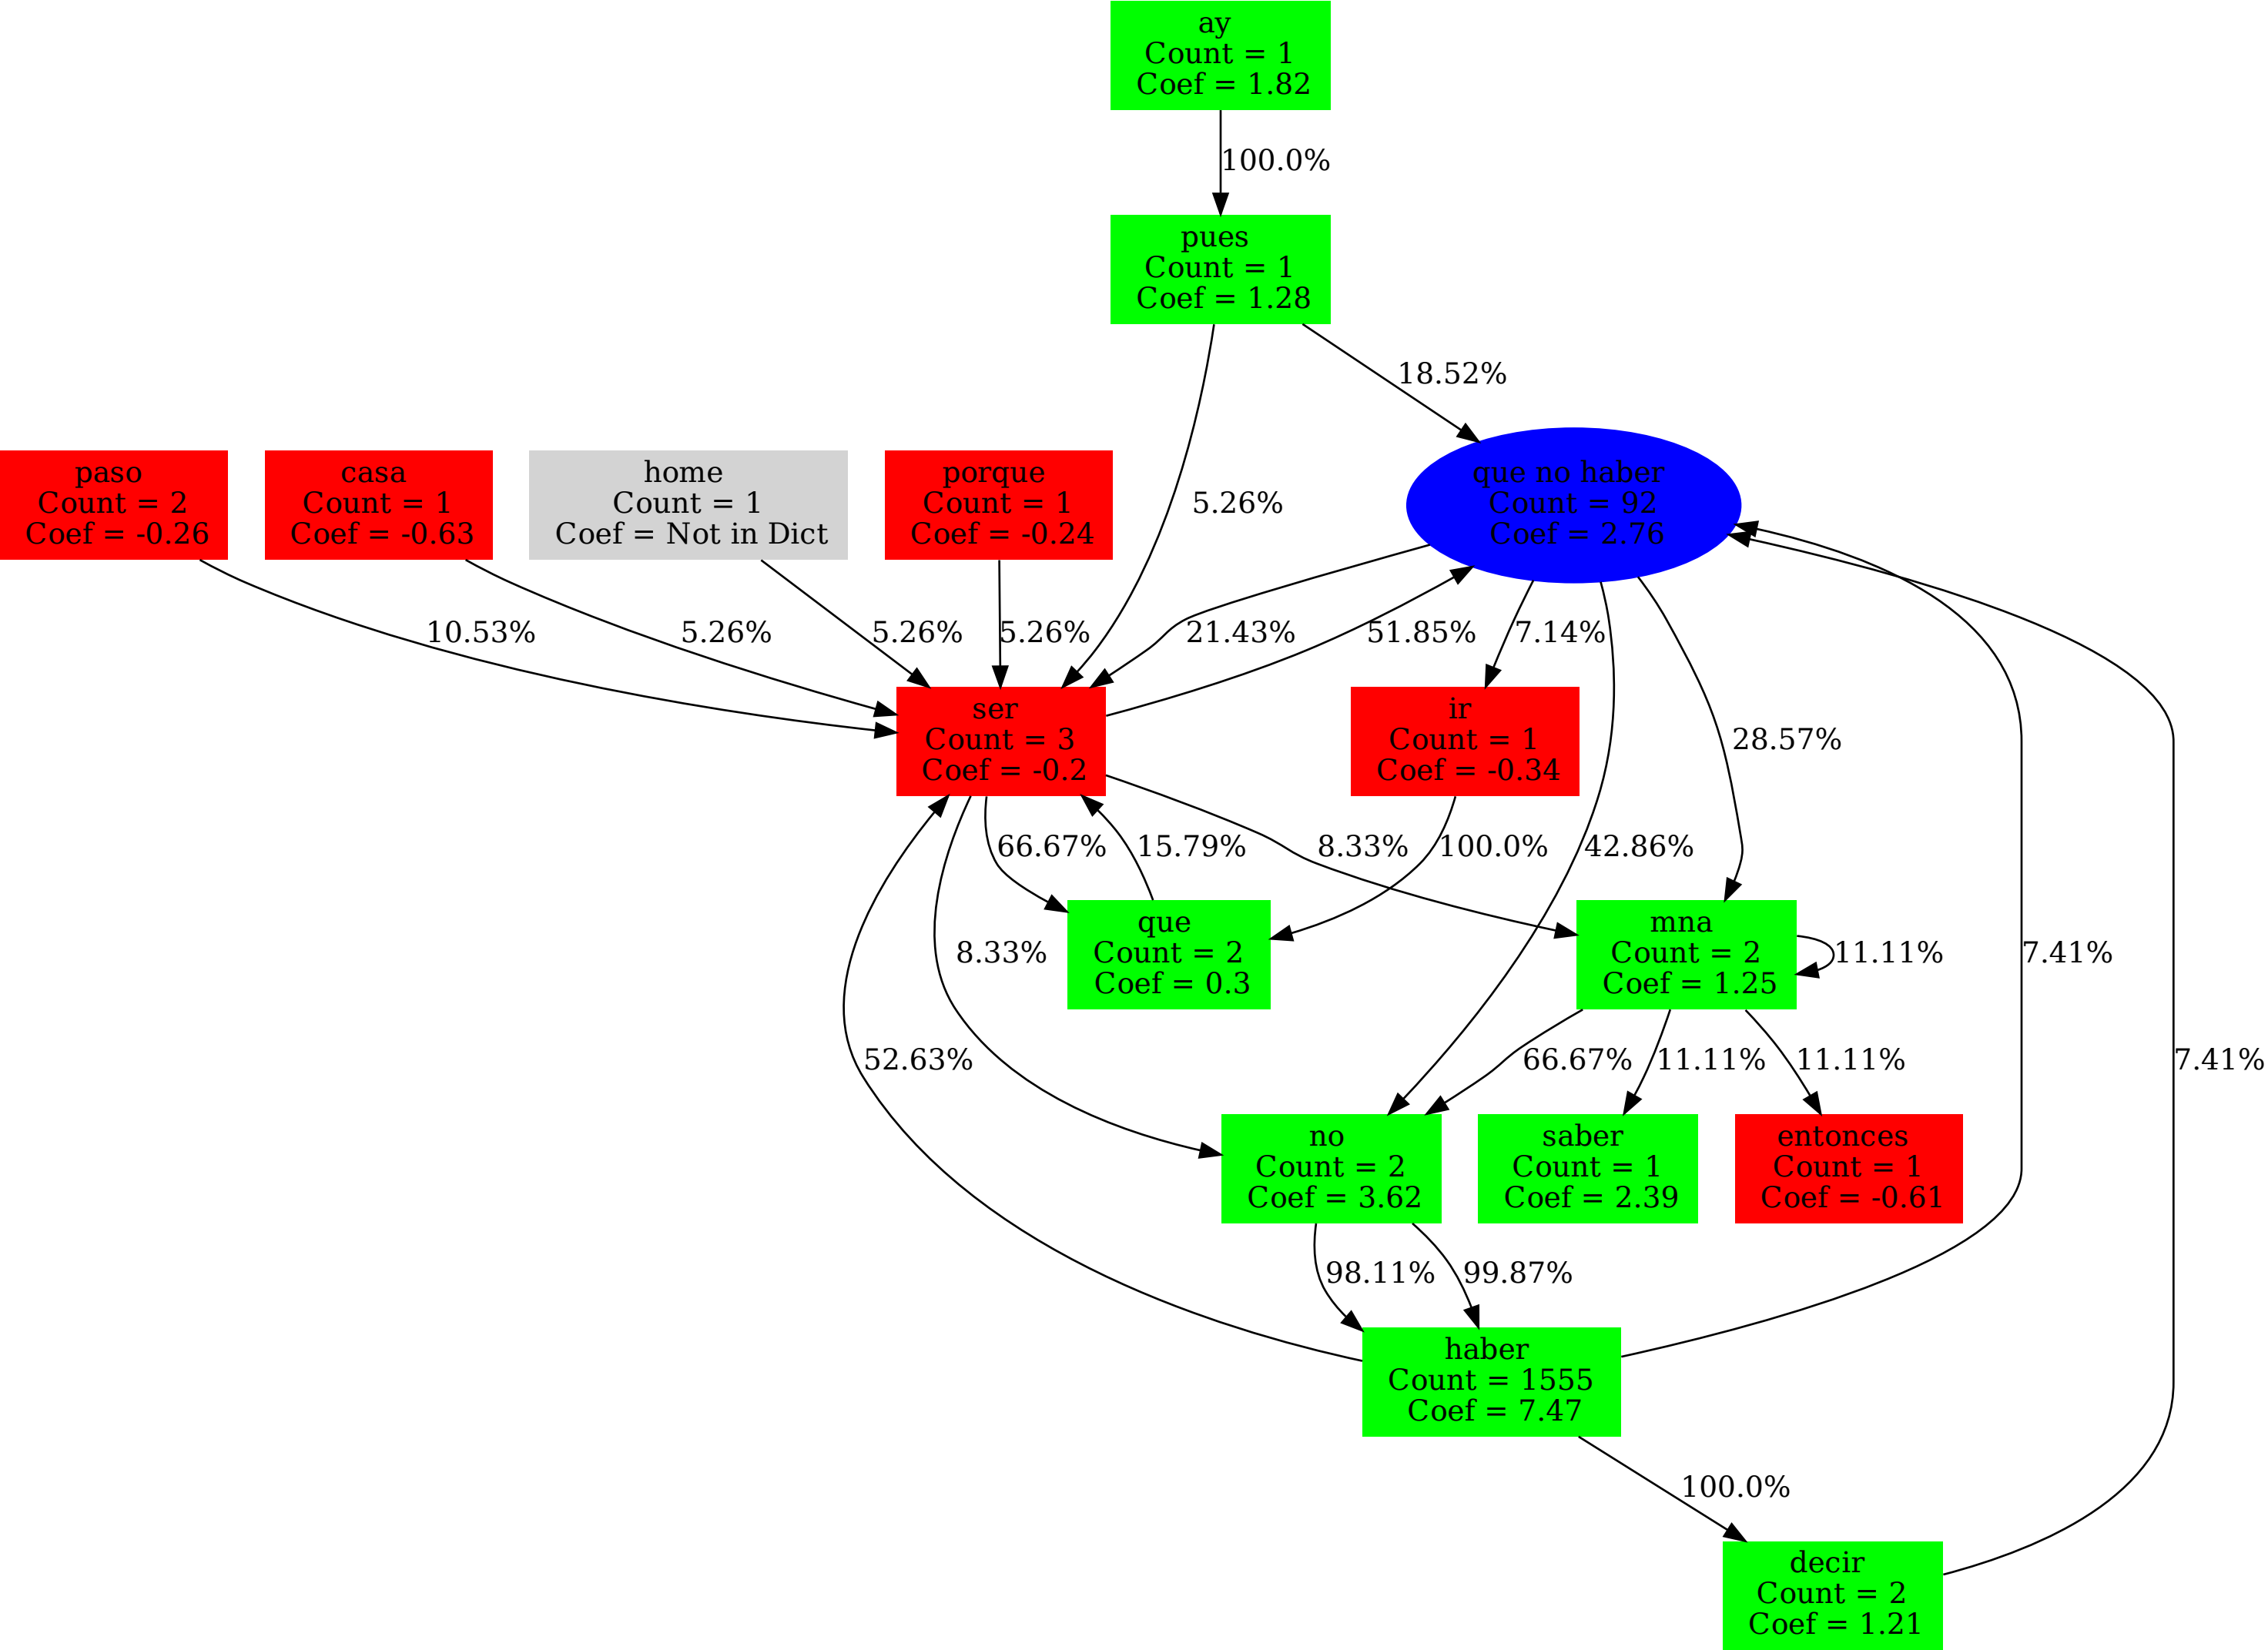 ay
Count = 1
Coef = 1.82
100.0%
pues
Count = 1
Coef = 1.28
18.52%
5.26%
paso
Count = 2
Coef = -0.26
casa
Count = 1
Coef = -0.63
home
Count = 1
Coef = Not in Dict
porque
Count = 1
Coef = -0.24
que no haber
Count = 92
Coef = 2.76
10.53%
5.26%
5.26%
5.26%
21.43%
51.85%
7.14%
28.57%
ser
Count = 3
Coef = -0.2
ir
Count = 1
Coef = -0.34
66.67%
15.79%
8.33%
100.0%
42.86%
que
Count = 2
Coef = 0.3
mna
Count = 2
Coef = 1.25
8.33%
11.11%
7.41%
52.63%
66.67%
11.11%
11.11%
7.41%
no
Count = 2
Coef = 3.62
saber
Count = 1
Coef = 2.39
entonces
Count = 1
Coef = -0.61
98.11%
99.87%
haber
Count = 1555
Coef = 7.47
100.0%
decir
Count = 2
Coef = 1.21